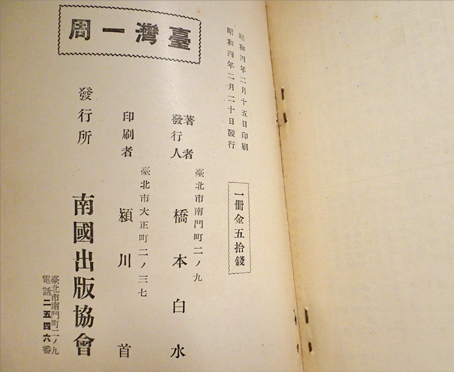 昭和四年二月十五日印刷
昭和四年二月二十日發行
一冊金五拾錢
臺灣一周
臺北市南門町二ノ九
著者
發行人
橋本白水
臺北市大正町二ノ三七
印刷者
潁川首
發行所
南國出版協會
臺北市南門町二ノ九
電話二五四六番